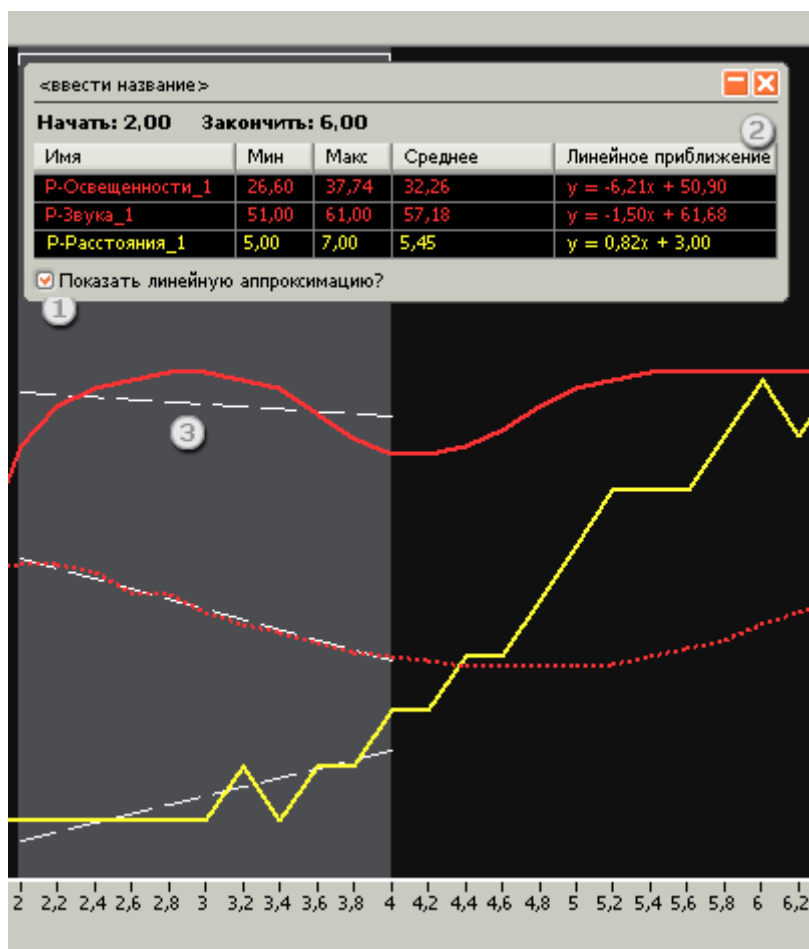 <ввести название>
Начать: 2,00 Закончить: 6,00
2
Имя Мин Макс Среднее Линейное приближение
Р-Освещенности_1 26,60 37,74 32,26 y = -6,21x + 50,90
Р-Звука_1 51,00 61,00 57,18 y = -1,50x + 61,68
Р-Расстояния_1 5,00 7,00 5,45 y = 0,82x + 3,00
Показать линейную аппроксимацию?
1
3
2 2,2 2,4 2,6 2,8 3 3,2 3,4 3,6 3,8 4 4,2 4,4 4,6 4,8 5 5,2 5,4 5,6 5,8 6 6,2